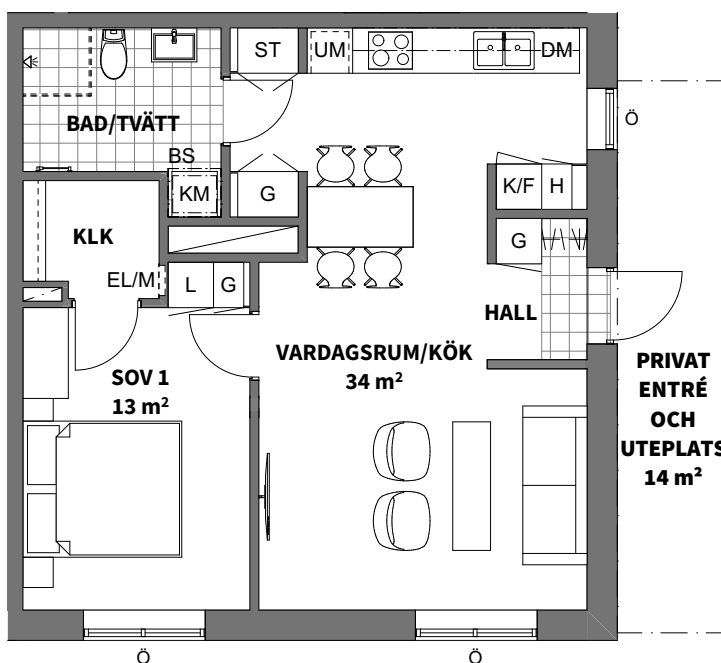 ST
UM
DM
BAD/TVÄTT
Ö
BS
KM
G
K/F
H
KLK
G
EL/M
L
G
HALL
VARDAGSRUM/KÖK
34 m²
SOV 1
13 m²
PRIVAT
ENTRÉ
OCH
UTEPLATS
14 m²
Ö
Ö